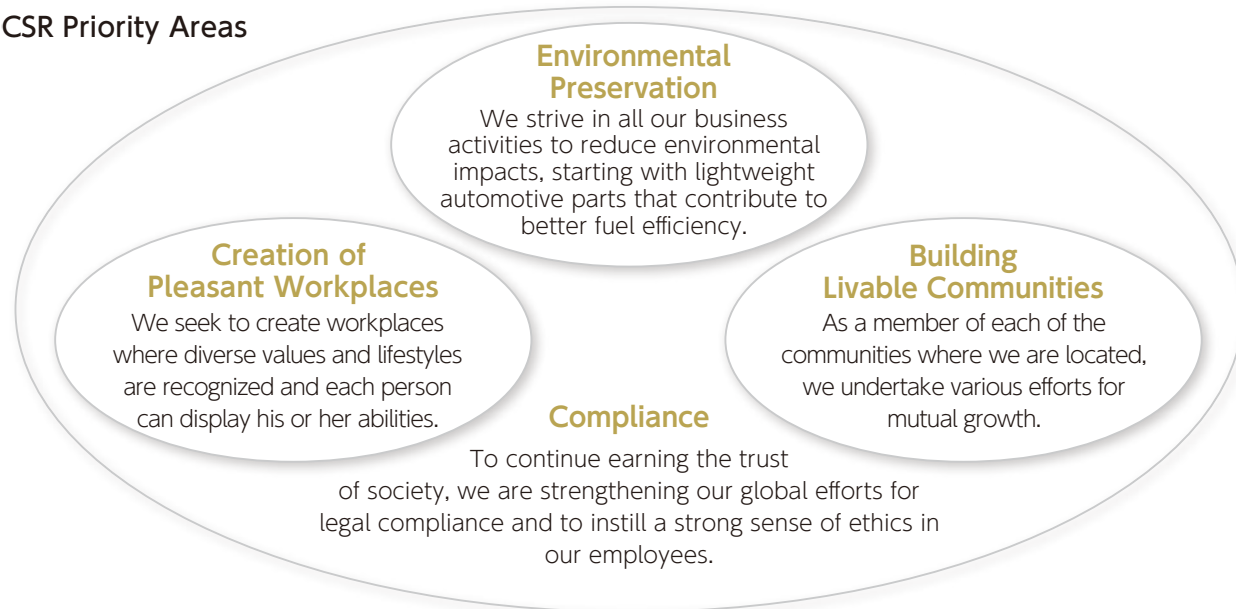 CSR Priority Areas
Environmental
Preservation
We strive in all our business
activities to reduce environmental
impacts, starting with lightweight
automotive parts that contribute to
better fuel efficiency.
Creation of
Pleasant Workplaces
We seek to create workplaces
where diverse values and lifestyles
are recognized and each person
can display his or her abilities.
Building
Livable Communities
As a member of each of the
communities where we are located,
we undertake various efforts for
mutual growth.
Compliance
To continue earning the trust
of society, we are strengthening our global efforts for
legal compliance and to instill a strong sense of ethics in
our employees.